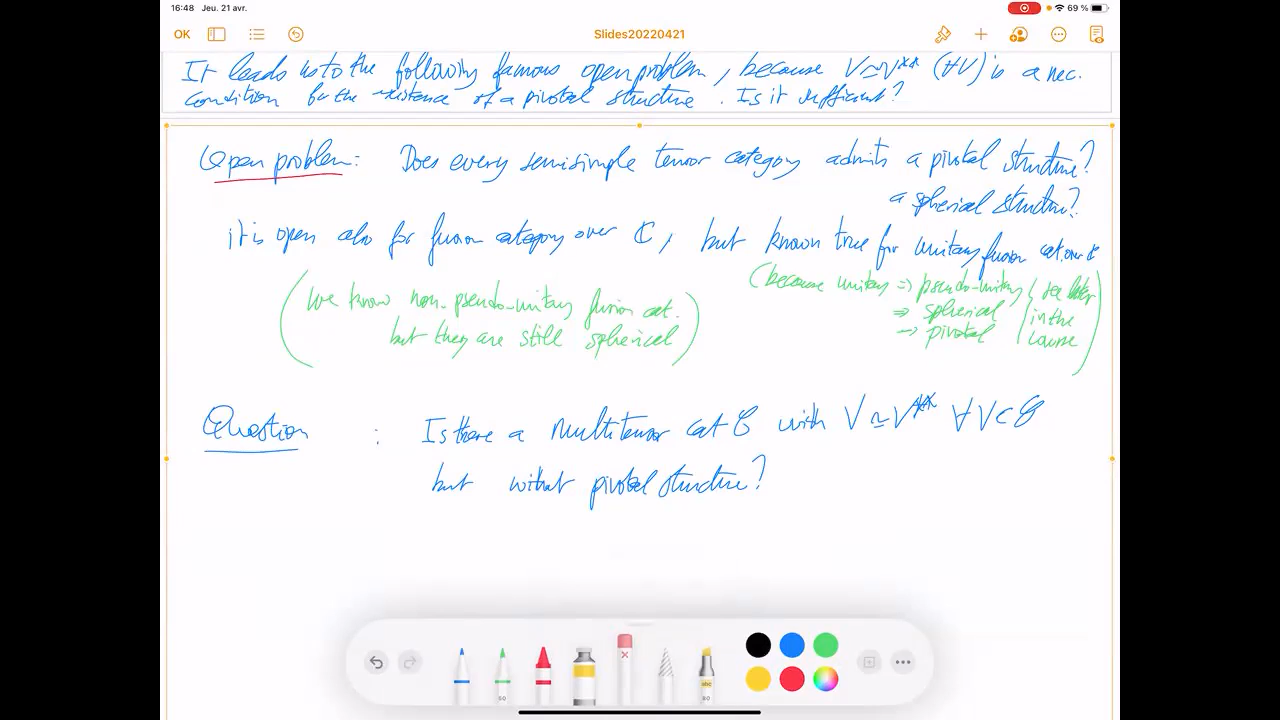 16:48 Jeu. 21 avr.
69 %
OK
Slides20220421
It leads us to the following famous open problem, because V≃V** (∀V) is a nec.
condition for the existence of a pivotal structure. Is it sufficient?
Open problem: Does every semisimple tensor category admits a pivotal structure?
a spherical structure?
it is open also for fusion category over ℂ, but known true for unitary fusion cat. over ℂ
(because unitary ⇒ pseudo-unitary
⇒ spherical
⇒ pivotal
see later
in the
course)
(We know non-pseudo-unitary fusion cat.
but they are still spherical)
Question : Is there a multitensor cat 𝒞 with V≃V** ∀V∈𝒞
but without pivotal structure?
80
80